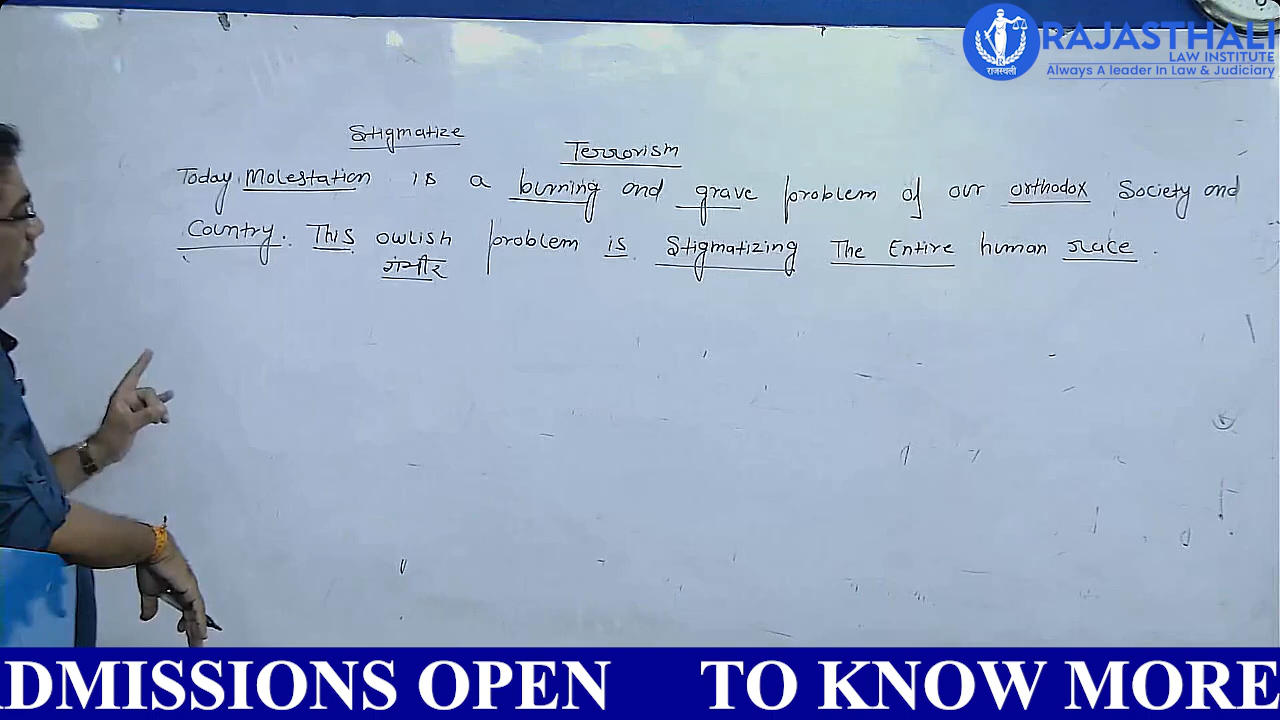 RAJASTHALI
LAW INSTITUTE
राजस्थली
Always A leader In Law & Judiciary
Stigmatize
Terrorism
Today Molestation is a burning and grave problem of our orthodox Society and
Country. This owlish problem is Stigmatizing The Entire human race.
गंभीर
DMISSIONS OPEN TO KNOW MORE